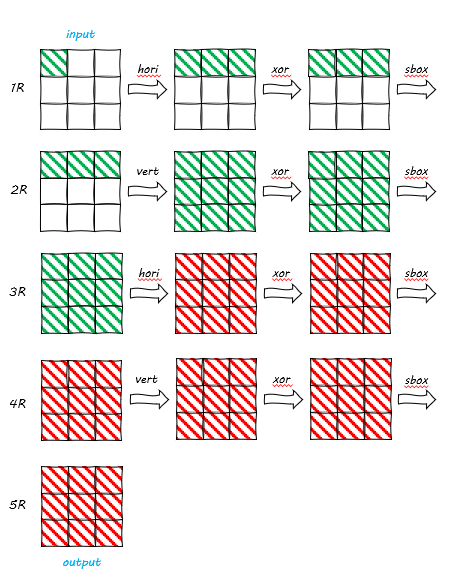 input
1R hori xor sbox
2R vert xor sbox
3R hori xor sbox
4R vert xor sbox
5R
output